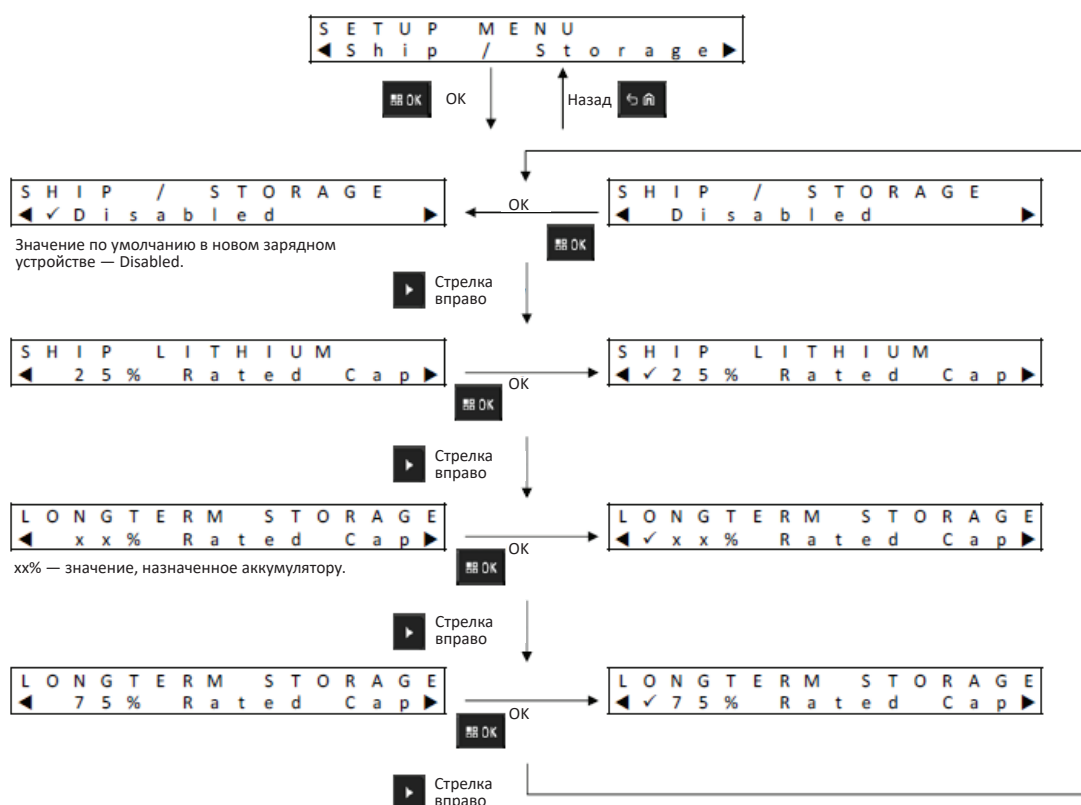 SETUP MENU
◀Ship / Storage▶
OK
OK
Назад
SHIP / STORAGE
◀✓Disabled ▶
OK
SHIP / STORAGE
◀ Disabled ▶
OK
Значение по умолчанию в новом зарядном
устройстве — Disabled.
Стрелка
вправо
SHIP LITHIUM
◀ 25% Rated Cap▶
OK
OK
SHIP LITHIUM
◀✓25% Rated Cap▶
Стрелка
вправо
LONGTERM STORAGE
◀ xx% Rated Cap▶
OK
OK
LONGTERM STORAGE
◀✓xx% Rated Cap▶
xx% — значение, назначенное аккумулятору.
Стрелка
вправо
LONGTERM STORAGE
◀ 75% Rated Cap▶
OK
OK
LONGTERM STORAGE
◀✓75% Rated Cap▶
Стрелка
вправо